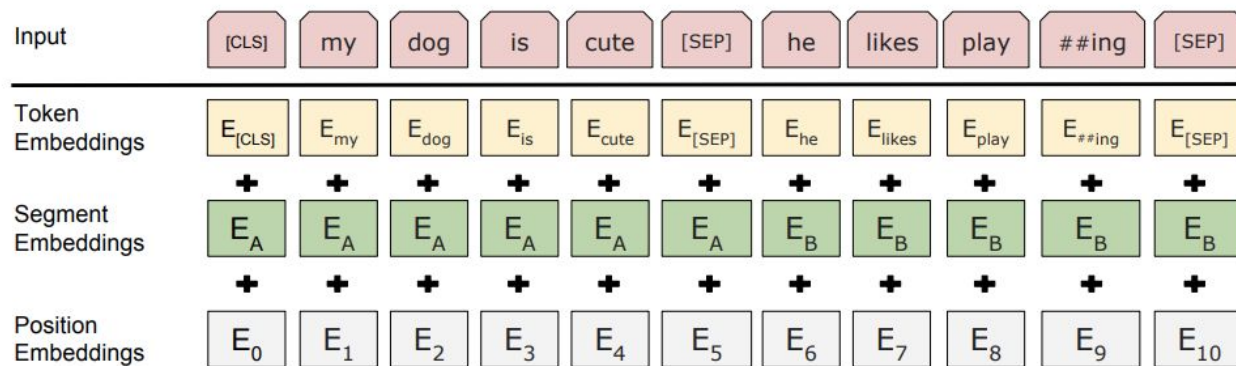 Input [CLS] my dog is cute [SEP] he likes play ##ing [SEP]
Token
Embeddings E[CLS] Emy Edog Eis Ecute E[SEP] Ehe Elikes Eplay E##ing E[SEP]
+ + + + + + + + + + +
Segment
Embeddings EA EA EA EA EA EA EB EB EB EB EB
+ + + + + + + + + + +
Position
Embeddings E0 E1 E2 E3 E4 E5 E6 E7 E8 E9 E10